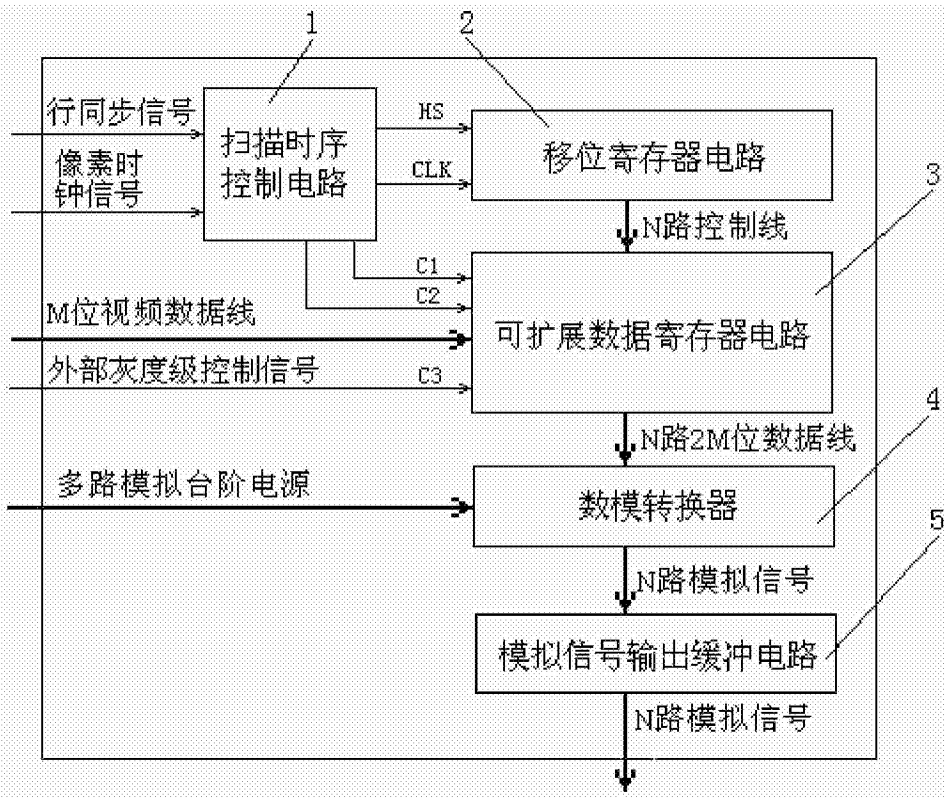 1
2
行同步信号
扫描时序
控制电路
HS
移位寄存器电路
像素时
钟信号
CLK
3
N路控制线
C1
C2
M位视频数据线
可扩展数据寄存器电路
外部灰度级控制信号
C3
4
N路2M位数据线
多路模拟台阶电源
数模转换器
5
N路模拟信号
模拟信号输出缓冲电路
N路模拟信号